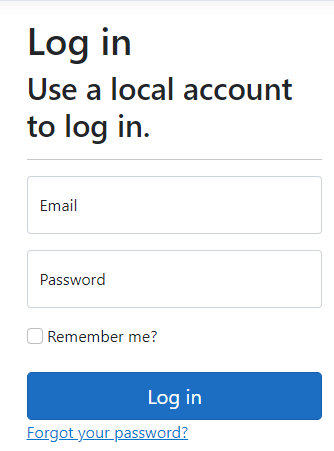 Log in
Use a local account
to log in.
Email
Password
Remember me?
Log in
Forgot your password?